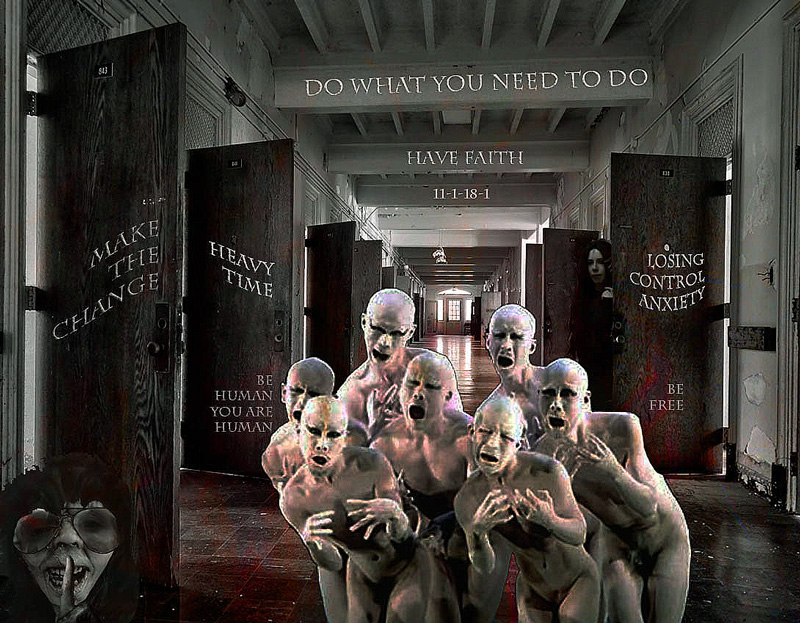 DO WHAT YOU NEED TO DO
HAVE FAITH
11-1-18-1
MAKE
THE
CHANGE
HEAVY
TIME
LOSING
CONTROL
ANXIETY
BE
HUMAN
YOU ARE
HUMAN
BE
FREE